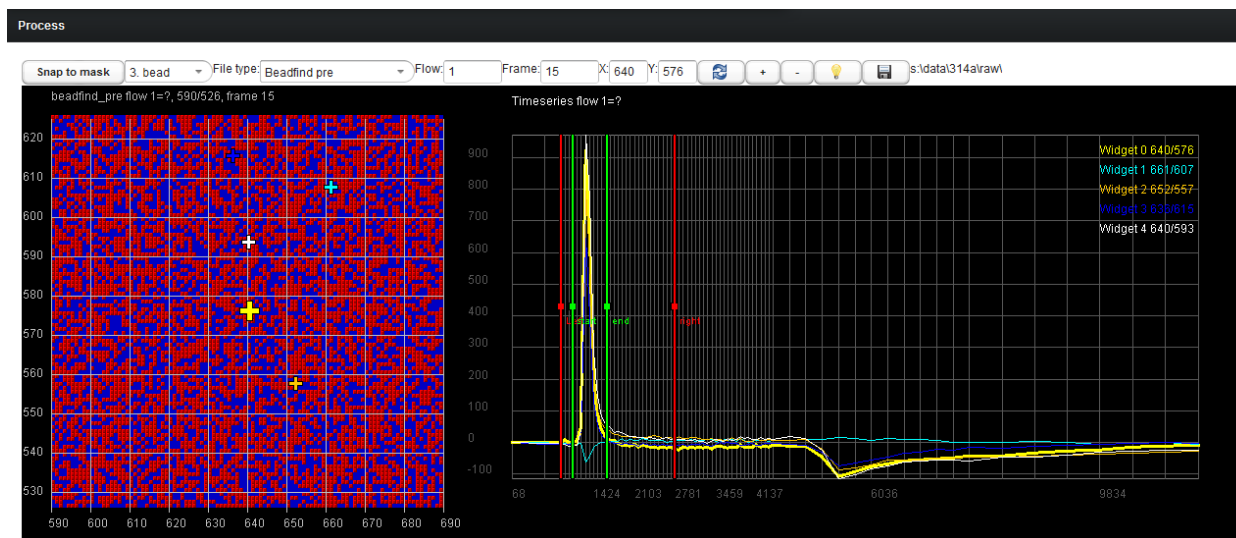 Process
Snap to mask 3. bead File type: Beadfind pre Flow: 1 Frame: 15 X: 640 Y: 576 + - s:\data\314a\raw\
beadfind_pre flow 1=?, 590/526, frame 15
Timeseries flow 1=?
620
610
600
590
580
570
560
550
540
530
590 600 610 620 630 640 650 660 670 680 690
900
800
700
600
500
400
300
200
100
0
-100
start end right
68 1424 2103 2781 3459 4137 6036 9834
Widget 0 640/576
Widget 1 661/607
Widget 2 652/557
Widget 4 640/593